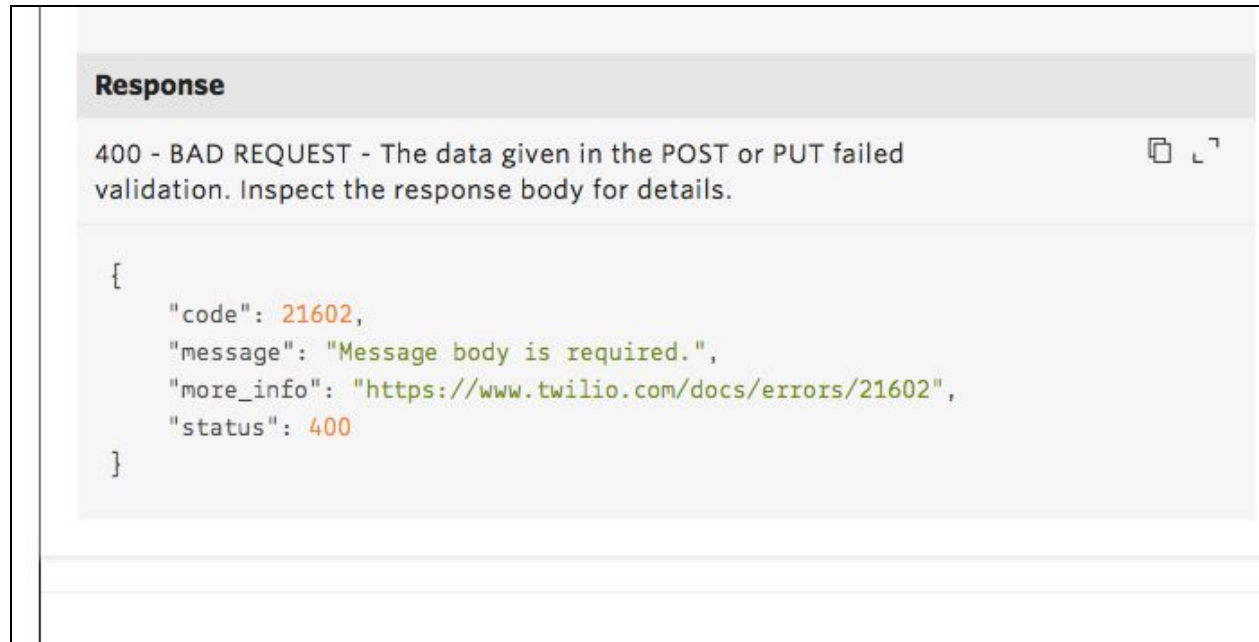 Response
400 - BAD REQUEST - The data given in the POST or PUT failed
validation. Inspect the response body for details.
{
"code": 21602,
"message": "Message body is required.",
"more_info": "https://www.twilio.com/docs/errors/21602",
"status": 400
}